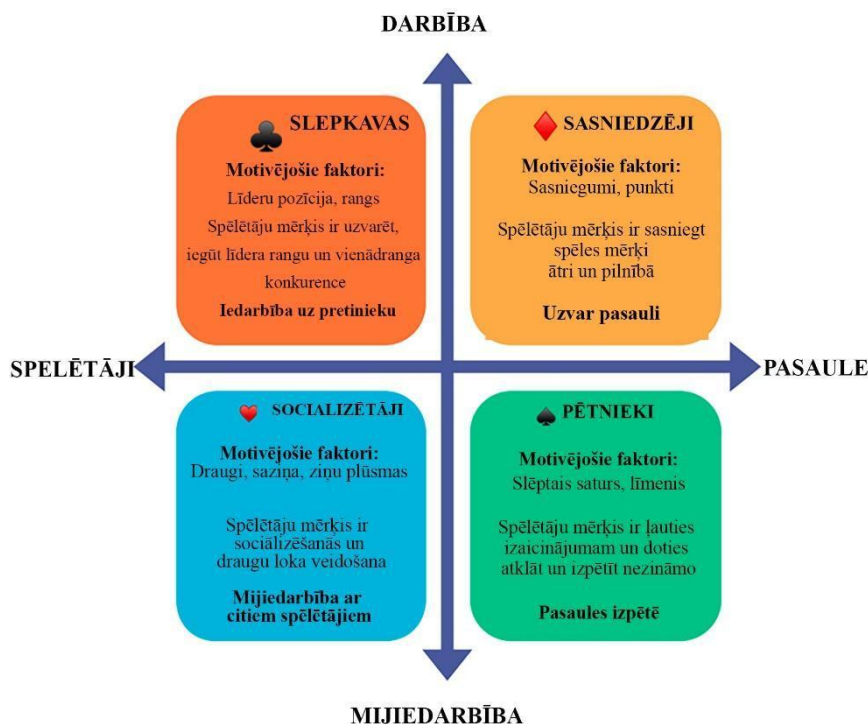 DARBĪBA
SLEPKAVAS
Motivējošie faktori:
Līderu pozīcija, rangs
Spēlētāju mērķis ir uzvarēt,
iegūt līdera rangu un vienādranga
konkurence
Iedarbība uz pretinieku
SASNIEDZĒJI
Motivējošie faktori:
Sasniegumi, punkti
Spēlētāju mērķis ir sasniegt
spēles mērķi
ātri un pilnībā
Uzvar pasauli
SPELĒTĀJI
PASAULE
SOCIALIZĒTĀJI
Motivējošie faktori:
Draugi, saziņa, ziņu plūsmas
Spēlētāju mērķis ir
sociālizēšanās un
draugu loka veidošana
Mijiedarbība ar
citiem spēlētājiem
PĒTNIEKI
Motivējošie faktori:
Slēptais saturs, līmenis
Spēlētāju mērķis ir ļauties
izaicinājumam un doties
atklāt un izpētīt nezināmo
Pasaules izpētē
MIJIEDARBĪBA